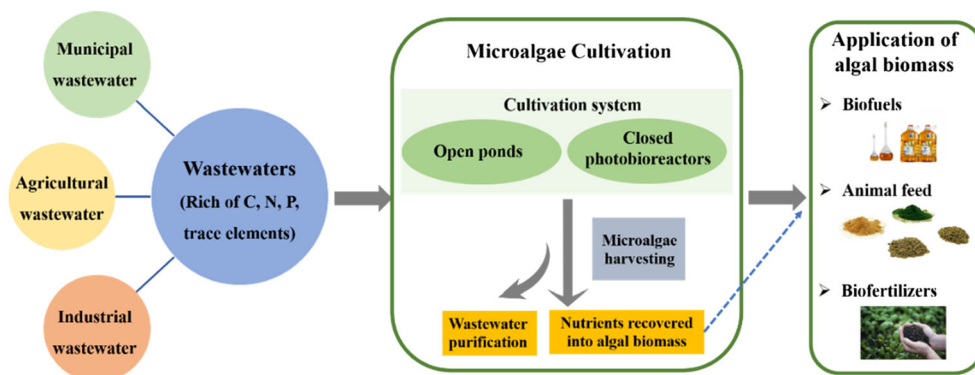 Municipal
wastewater
Agricultural
wastewater
Industrial
wastewater
Wastewaters
(Rich of C, N, P,
trace elements)
Microalgae Cultivation
Cultivation system
Open ponds
Closed
photobioreactors
Microalgae
harvesting
Wastewater
purification
Nutrients recovered
into algal biomass
Application of
algal biomass
➢ Biofuels
➢ Animal feed
➢ Biofertilizers